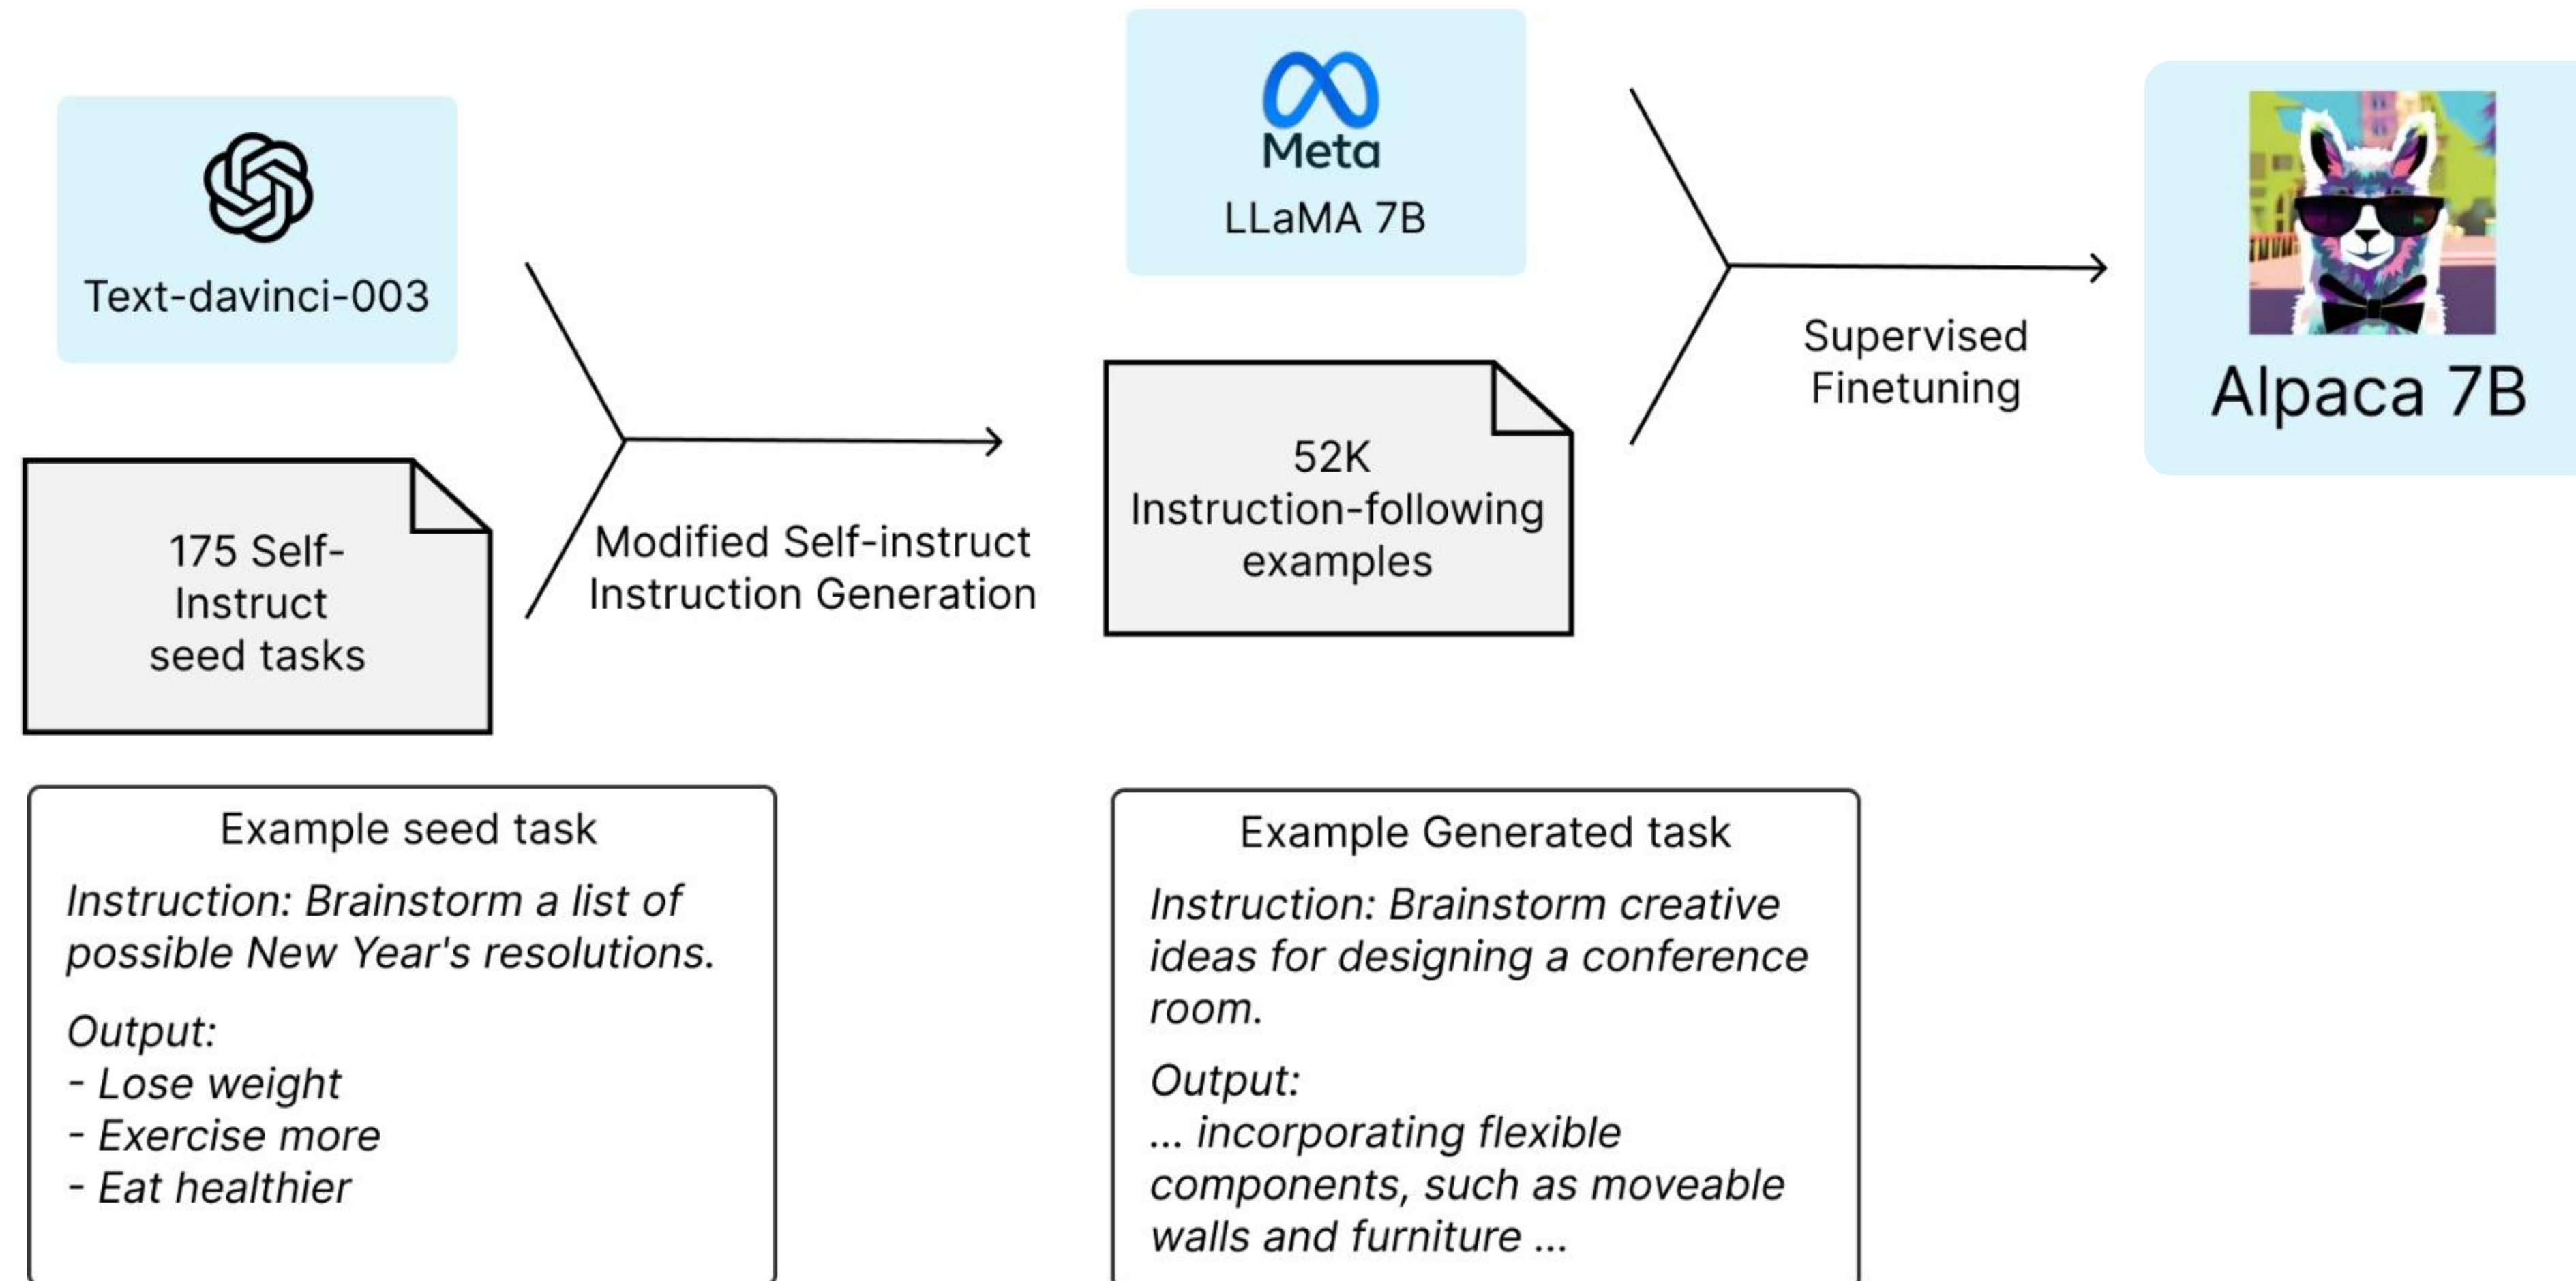 Text-davinci-003
175 Self-
Instruct
seed tasks
Modified Self-instruct
Instruction Generation
Meta
LLaMA 7B
52K
Instruction-following
examples
Supervised
Finetuning
Alpaca 7B
Example seed task
Instruction: Brainstorm a list of
possible New Year's resolutions.
Output:
- Lose weight
- Exercise more
- Eat healthier
Example Generated task
Instruction: Brainstorm creative
ideas for designing a conference
room.
Output:
... incorporating flexible
components, such as moveable
walls and furniture ...